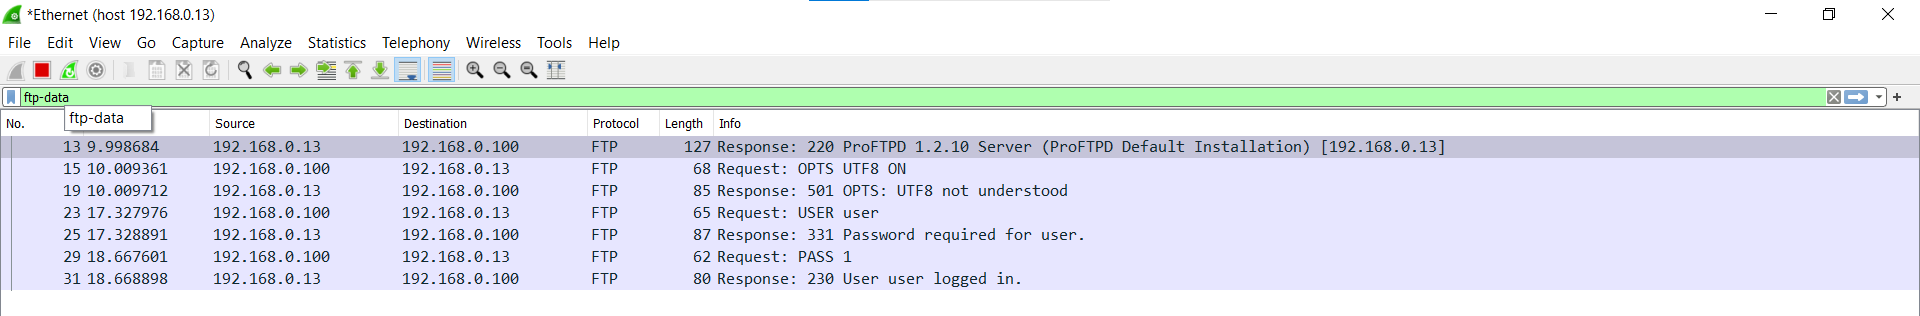 *Ethernet (host 192.168.0.13)
File Edit View Go Capture Analyze Statistics Telephony Wireless Tools Help
ftp-data
ftp-data
No. Source Destination Protocol Length Info
13 9.998684 192.168.0.13 192.168.0.100 FTP 127 Response: 220 ProFTPD 1.2.10 Server (ProFTPD Default Installation) [192.168.0.13]
15 10.009361 192.168.0.100 192.168.0.13 FTP 68 Request: OPTS UTF8 ON
19 10.009712 192.168.0.13 192.168.0.100 FTP 85 Response: 501 OPTS: UTF8 not understood
23 17.327976 192.168.0.100 192.168.0.13 FTP 65 Request: USER user
25 17.328891 192.168.0.13 192.168.0.100 FTP 87 Response: 331 Password required for user.
29 18.667601 192.168.0.100 192.168.0.13 FTP 62 Request: PASS 1
31 18.668898 192.168.0.13 192.168.0.100 FTP 80 Response: 230 User user logged in.